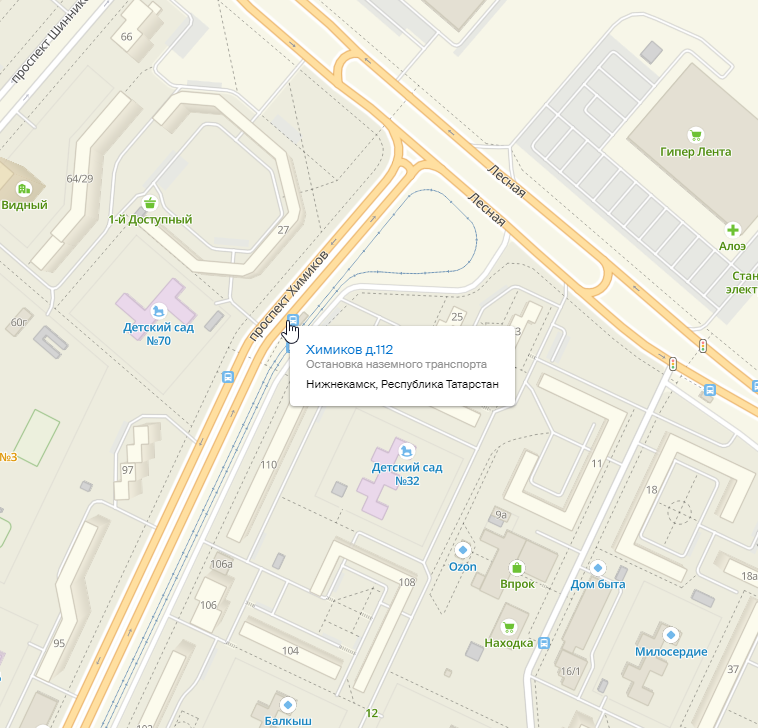 66
проспект Шинник
64/29
Видный
1-й Доступный
27
Гипер Лента
Лесная
Лесная
Алоэ
Стан
элект
проспект Химиков
Детский сад
№70
60г
25
3
Химиков д.112
Остановка наземного транспорта
Нижнекамск, Республика Татарстан
№3
97
110
Детский сад
№32
11
18
9а
106а
Ozon
Впрок
108
Дом быта
18а
106
95
104
Находка
Милосердие
16/1
37
12
Балкыш